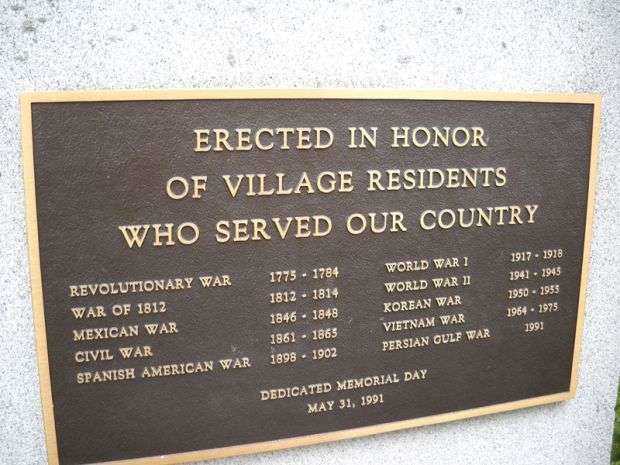 ERECTED IN HONOR
OF VILLAGE RESIDENTS
WHO SERVED OUR COUNTRY
REVOLUTIONARY WAR 1775 - 1784
WAR OF 1812 1812 - 1814
MEXICAN WAR 1846 - 1848
CIVIL WAR 1861 - 1865
SPANISH AMERICAN WAR 1898 - 1902
WORLD WAR I 1917 - 1918
WORLD WAR II 1941 - 1945
KOREAN WAR 1950 - 1955
VIETNAM WAR 1964 - 1975
PERSIAN GULF WAR 1991
DEDICATED MEMORIAL DAY
MAY 31, 1991